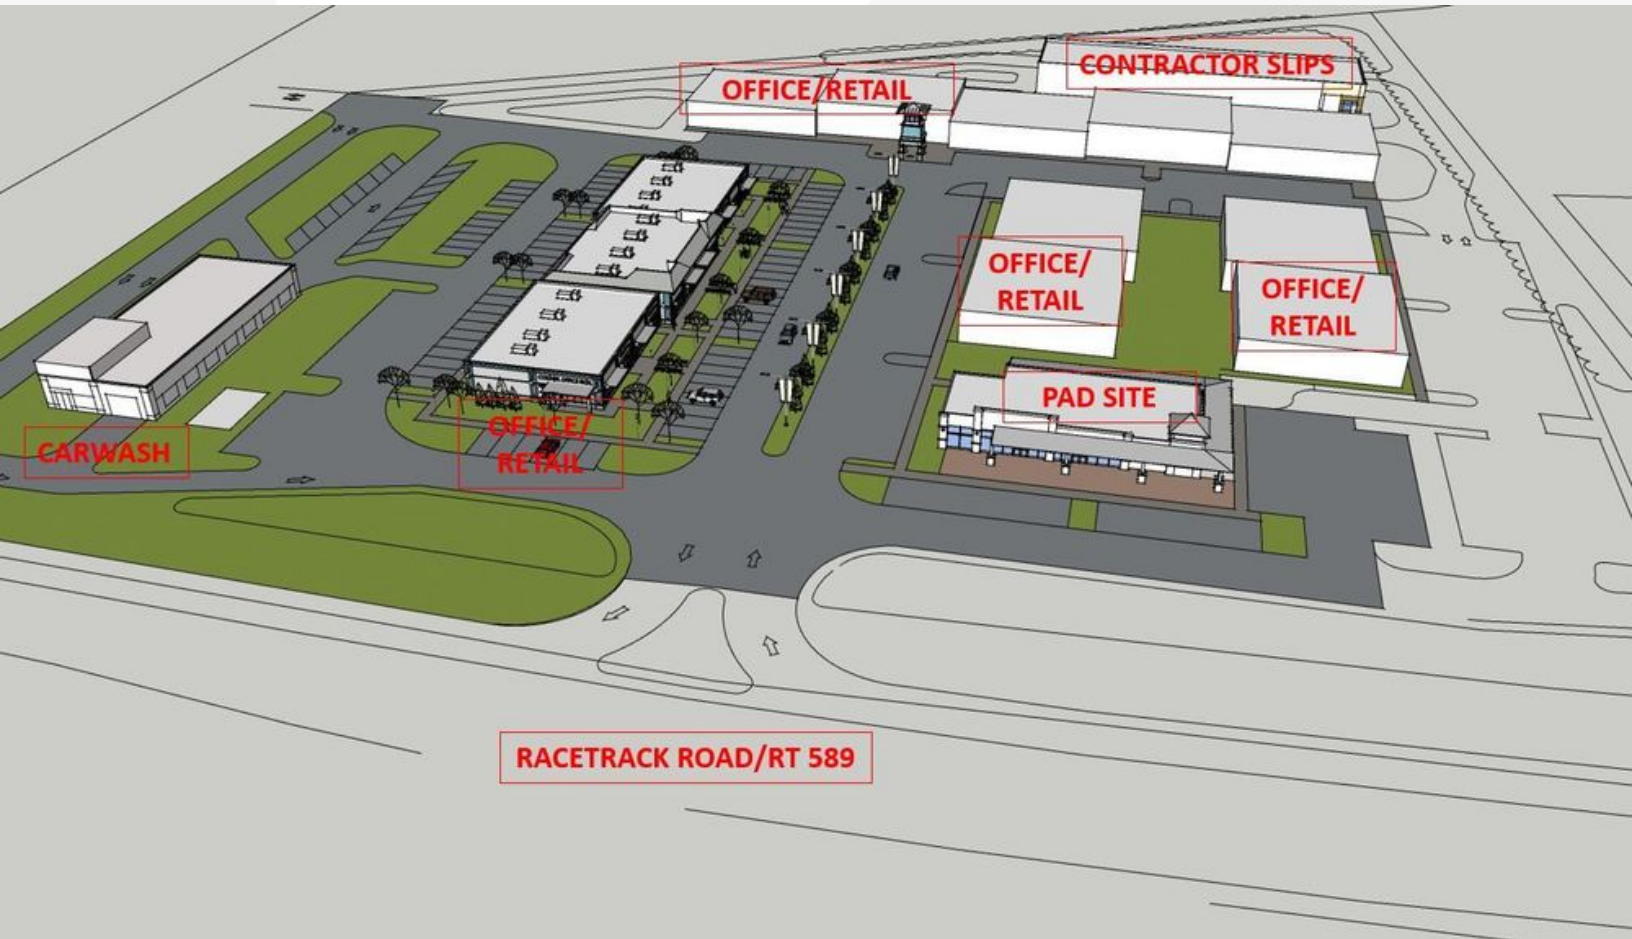 CONTRACTOR SLIPS
OFFICE/RETAIL
OFFICE/
RETAIL
OFFICE/
RETAIL
PAD SITE
CARWASH
OFFICE/
RETAIL
RACETRACK ROAD/RT 589